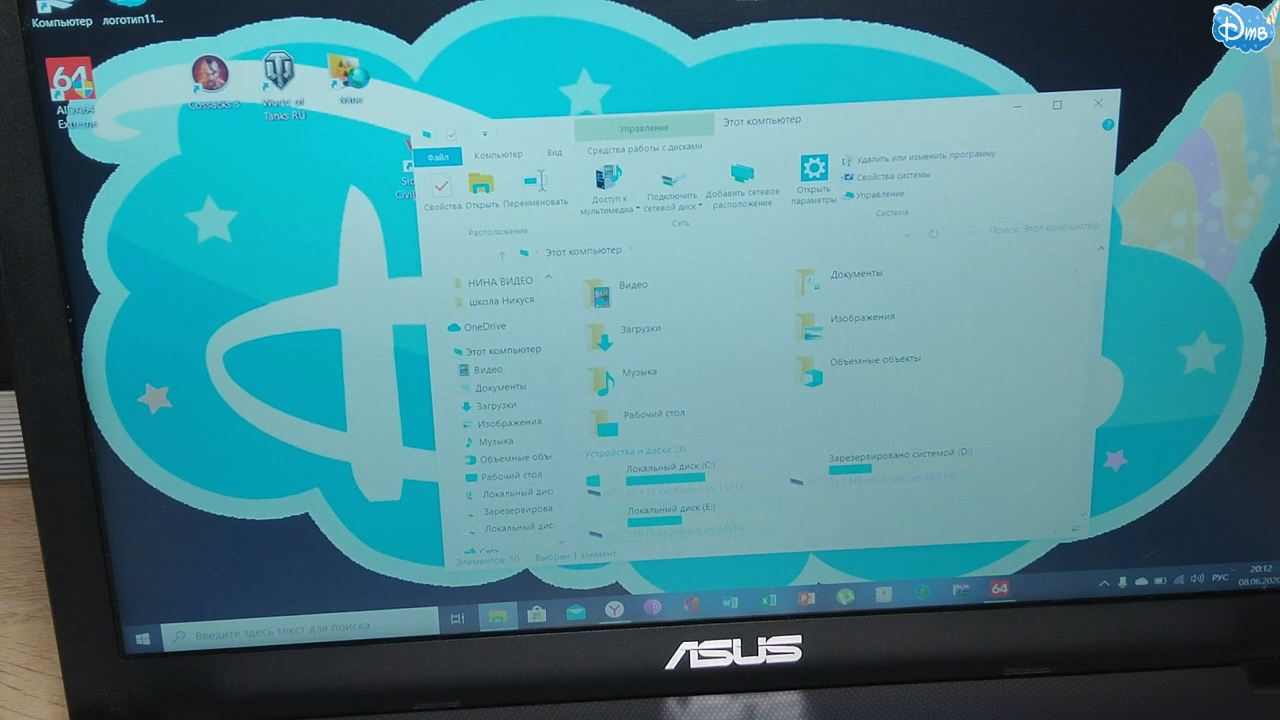 Компьютер
логотип11...
Dmb
64
AIDA64
Extreme
Cossacks 3
World of
Tanks RU
Управление
Этот компьютер
Файл
Компьютер
Вид
Средства работы с дисками
Свойства
Открыть
Переименовать
Доступ к
мультимедиа
Подключить
сетевой диск
Добавить сетевое
расположение
Открыть
параметры
Удалить или изменить программу
Свойства системы
Управление
Расположение
Сеть
Система
Этот компьютер
Поиск: Этот компьютер
НИНА ВИДЕО
школа Никуся
OneDrive
Этот компьютер
Видео
Документы
Загрузки
Изображения
Музыка
Объемные объ
Рабочий стол
Локальный дис
Зарезервирова
Локальный дис
Сеть
Видео
Загрузки
Музыка
Рабочий стол
Документы
Изображения
Объемные объекты
Устройства и диски (3)
Локальный диск (C:)
Локальный диск (E:)
Зарезервировано системой (D:)
Элементов: 10
Выбран 1 элемент
Введите здесь текст для поиска
64
РУС
20:12
08.06.202
ASUS